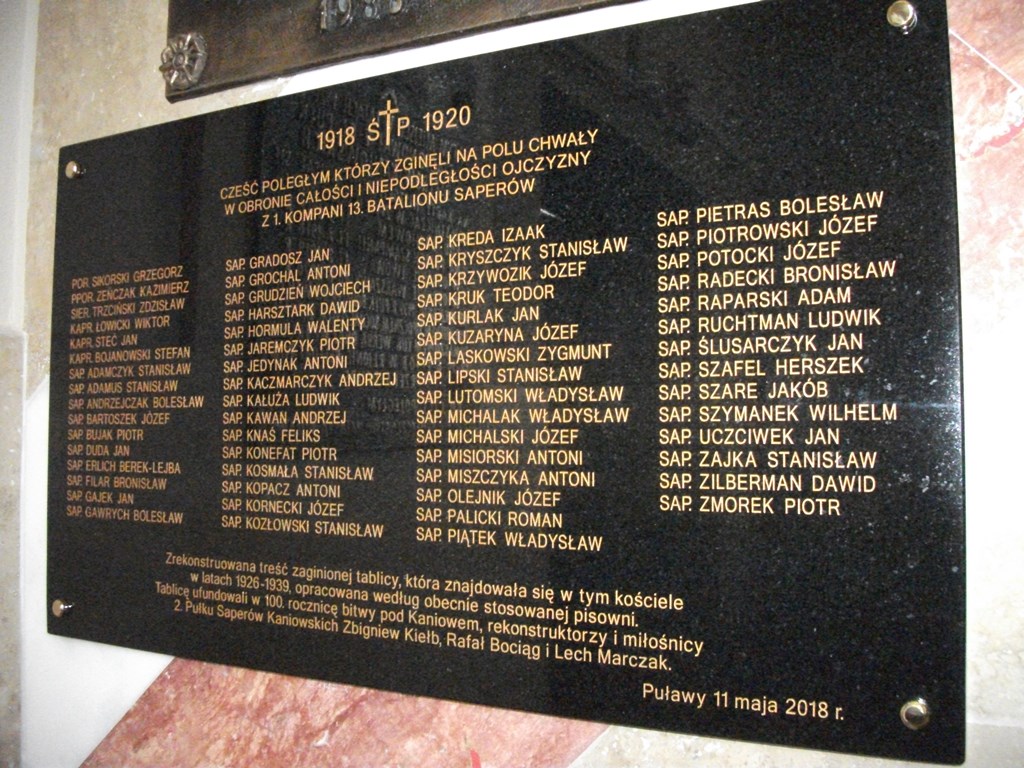 1918 Ś P 1920
CZEŚĆ POLEGŁYM KTÓRZY ZGINĘLI NA POLU CHWAŁY
W OBRONIE CAŁOŚCI I NIEPODLEGŁOŚCI OJCZYZNY
Z 1. KOMPANI 13. BATALIONU SAPERÓW
POR SIKORSKI GRZEGORZ
PPOR. ZEŃCZAK KAZIMIERZ
SIER. TRZCIŃSKI ZDZISŁAW
KAPR. ŁOWICKI WIKTOR
KAPR. STEĆ JAN
KAPR. BOJANOWSKI STEFAN
SAP. ADAMCZYK STANISŁAW
SAP. ADAMUS STANISŁAW
SAP. ANDRZEJCZAK BOLESŁAW
SAP. BARTOSZEK JÓZEF
SAP. BUJAK PIOTR
SAP. DUDA JAN
SAP. ERLICH BEREK-LEJBA
SAP. FILAR BRONISŁAW
SAP. GAJEK JAN
SAP. GAWRYCH BOLESŁAW
SAP. GRADOSZ JAN
SAP. GROCHAL ANTONI
SAP. GRUDZIEŃ WOJCIECH
SAP. HARSZTARK DAWID
SAP. HORMULA WALENTY
SAP. JAREMCZYK PIOTR
SAP. JEDYNAK ANTONI
SAP. KACZMARCZYK ANDRZEJ
SAP. KAŁUŻA LUDWIK
SAP. KAWAN ANDRZEJ
SAP. KNAŚ FELIKS
SAP. KONEFAT PIOTR
SAP. KOSMAŁA STANISŁAW
SAP. KOPACZ ANTONI
SAP. KORNECKI JÓZEF
SAP. KOZŁOWSKI STANISŁAW
SAP. KREDA IZAAK
SAP. KRYSZCZYK STANISŁAW
SAP. KRZYWOZIK JÓZEF
SAP. KRUK TEODOR
SAP. KURLAK JAN
SAP. KUZARYNA JÓZEF
SAP. LASKOWSKI ZYGMUNT
SAP. LIPSKI STANISŁAW
SAP. LUTOMSKI WŁADYSŁAW
SAP. MICHALAK WŁADYSŁAW
SAP. MICHALSKI JÓZEF
SAP. MISIORSKI ANTONI
SAP. MISZCZYKA ANTONI
SAP. OLEJNIK JÓZEF
SAP. PALICKI ROMAN
SAP. PIĄTEK WŁADYSŁAW
SAP. PIETRAS BOLESŁAW
SAP. PIOTROWSKI JÓZEF
SAP. POTOCKI JÓZEF
SAP. RADECKI BRONISŁAW
SAP. RAPARSKI ADAM
SAP. RUCHTMAN LUDWIK
SAP. ŚLUSARCZYK JAN
SAP. SZAFEL HERSZEK
SAP. SZARE JAKÓB
SAP. SZYMANEK WILHELM
SAP. UCZCIWEK JAN
SAP. ZAJKA STANISŁAW
SAP. ZILBERMAN DAWID
SAP. ZMOREK PIOTR
Zrekonstruowana treść zaginionej tablicy, która znajdowała się w tym kościele
w latach 1926-1939, opracowana według obecnie stosowanej pisowni.
Tablicę ufundowali w 100. rocznicę bitwy pod Kaniowem, rekonstruktorzy i miłośnicy
2. Pułku Saperów Kaniowskich Zbigniew Kiełb, Rafał Bociąg i Lech Marczak.
Puławy 11 maja 2018 r.